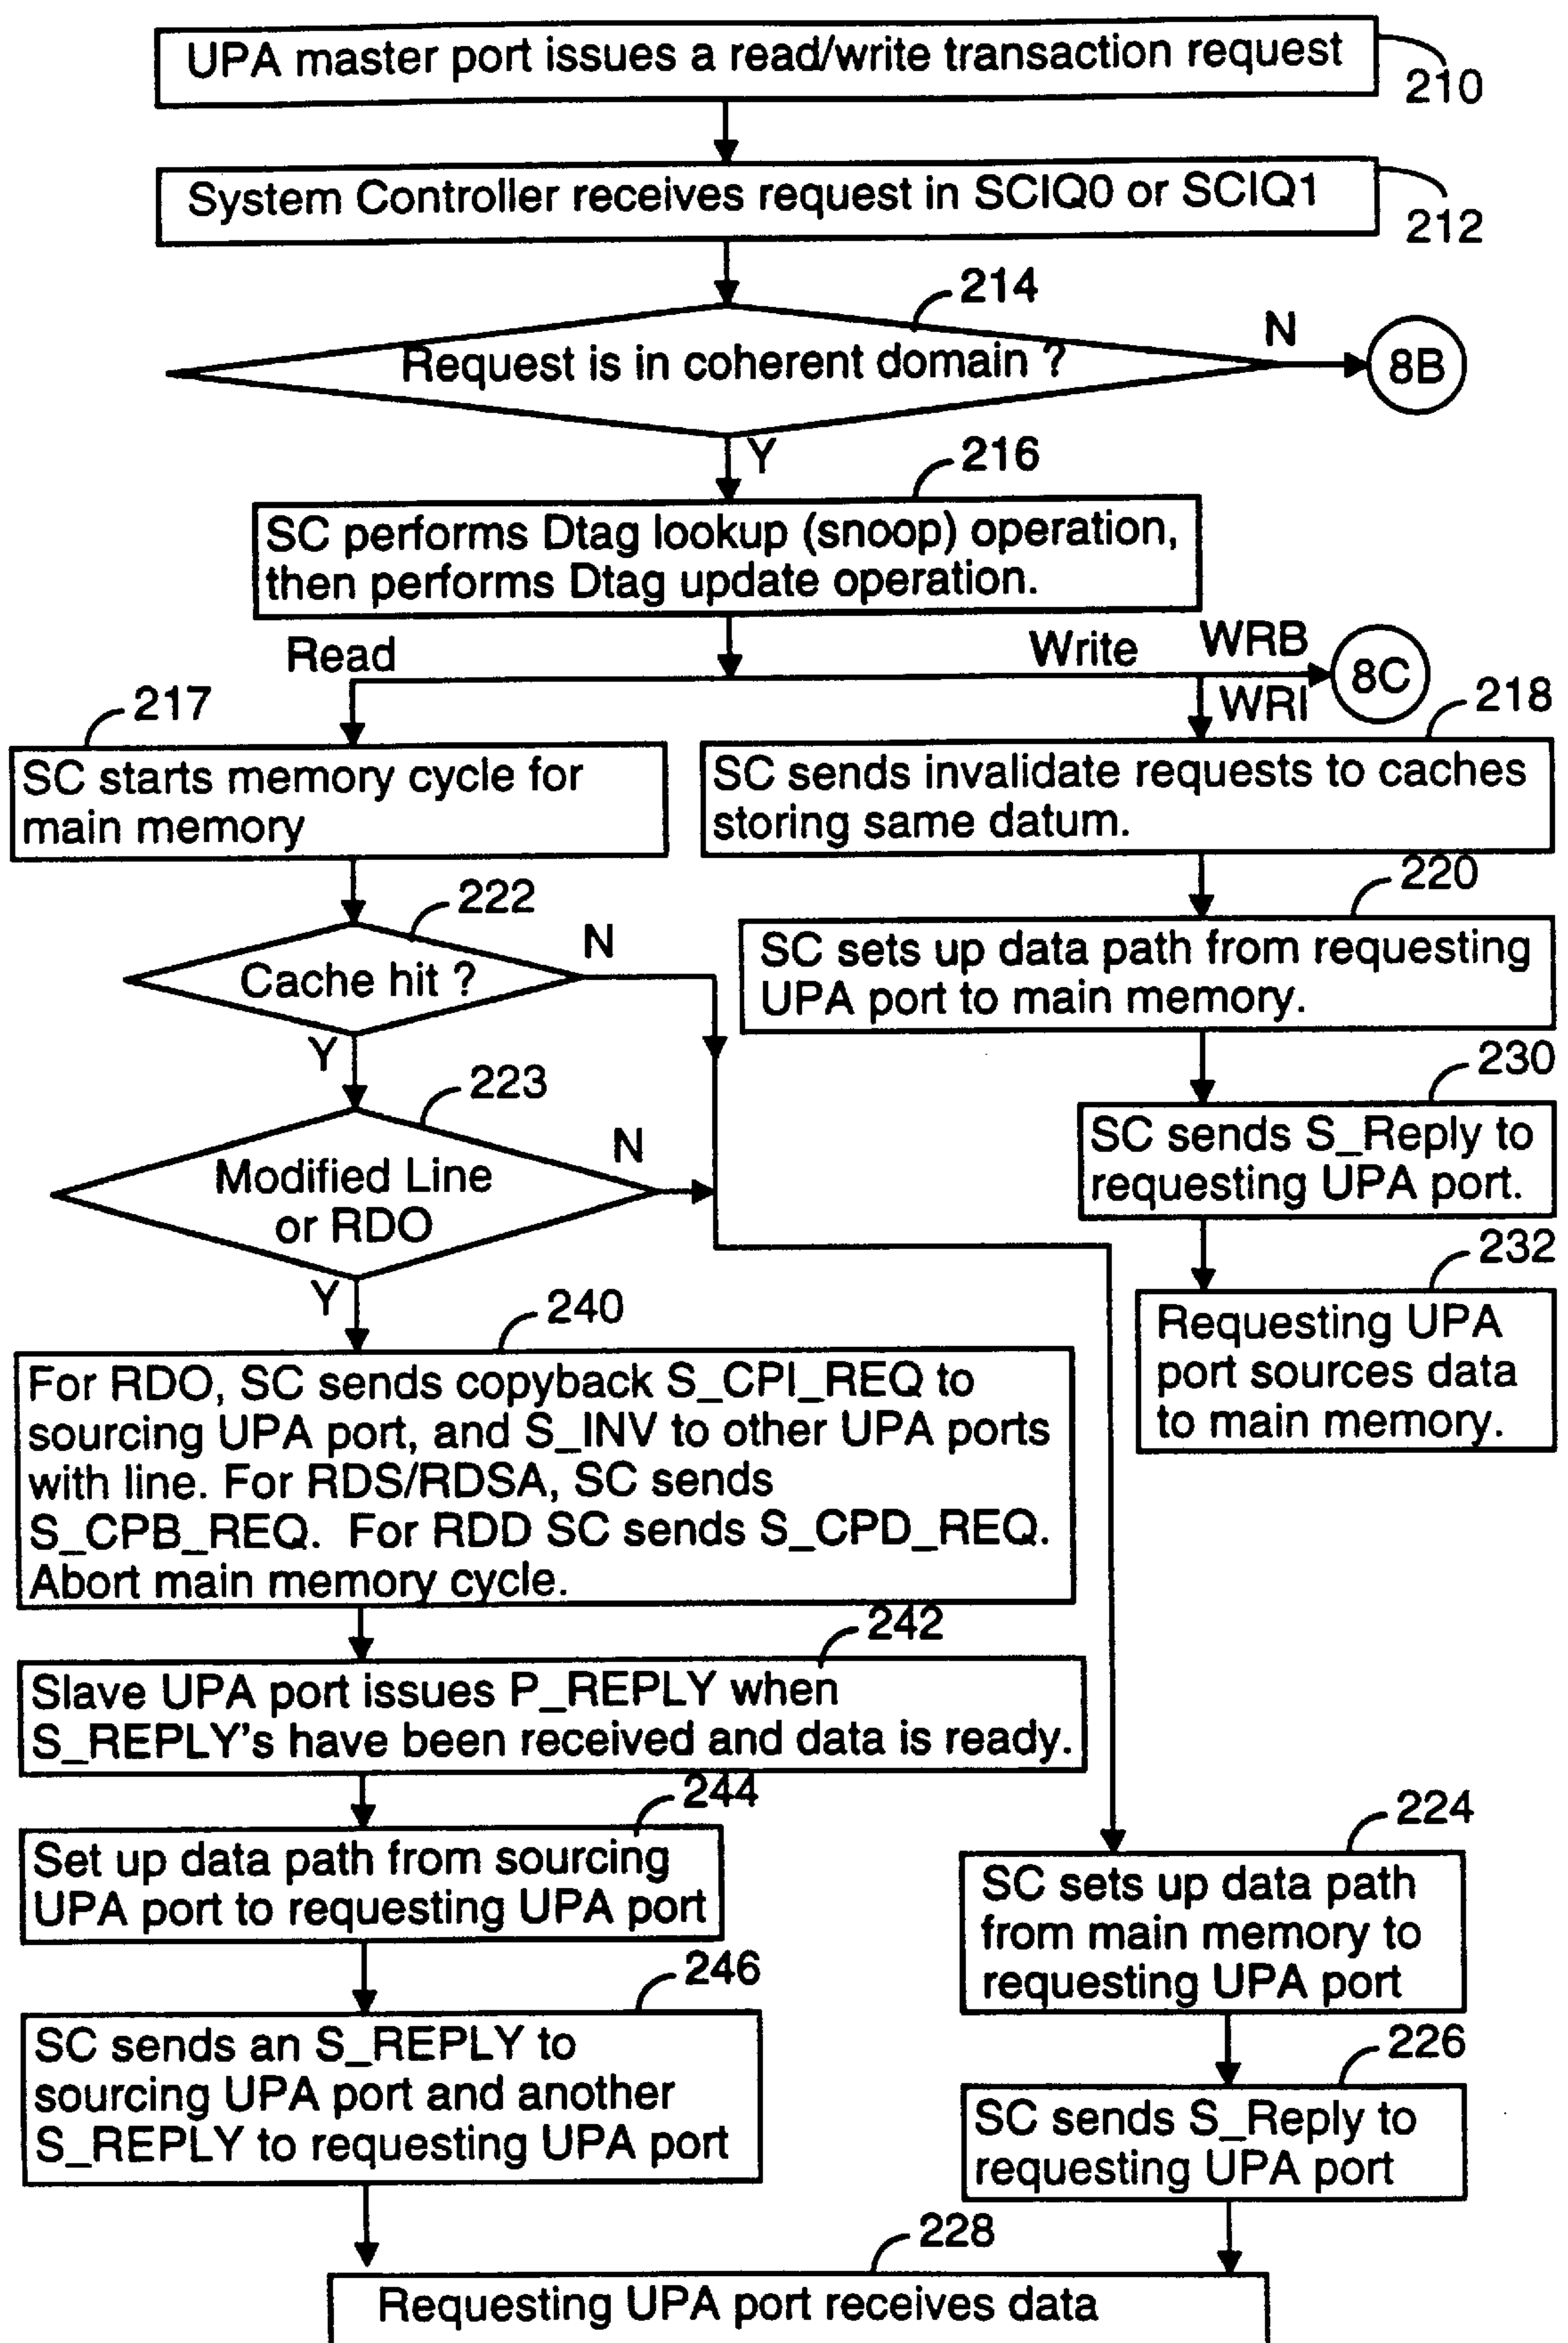 UPA master port issues a read/write transaction request
210
System Controller receives request in SCIQ0 or SCIQ1
212
214
Request is in coherent domain ?
N
8B
Y
216
SC performs Dtag lookup (snoop) operation,
then performs Dtag update operation.
Read
Write
WRB
8C
WRI
217
SC starts memory cycle for
main memory
218
SC sends invalidate requests to caches
storing same datum.
222
Cache hit ?
N
Y
220
SC sets up data path from requesting
UPA port to main memory.
223
Modified Line
or RDO
N
Y
230
SC sends S_Reply to
requesting UPA port.
232
Requesting UPA
port sources data
to main memory.
240
For RDO, SC sends copyback S_CPI_REQ to
sourcing UPA port, and S_INV to other UPA ports
with line. For RDS/RDSA, SC sends
S_CPB_REQ.  For RDD SC sends S_CPD_REQ.
Abort main memory cycle.
242
Slave UPA port issues P_REPLY when
S_REPLY's have been received and data is ready.
244
Set up data path from sourcing
UPA port to requesting UPA port
224
SC sets up data path
from main memory to
requesting UPA port
246
SC sends an S_REPLY to
sourcing UPA port and another
S_REPLY to requesting UPA port
226
SC sends S_Reply to
requesting UPA port
228
Requesting UPA port receives data